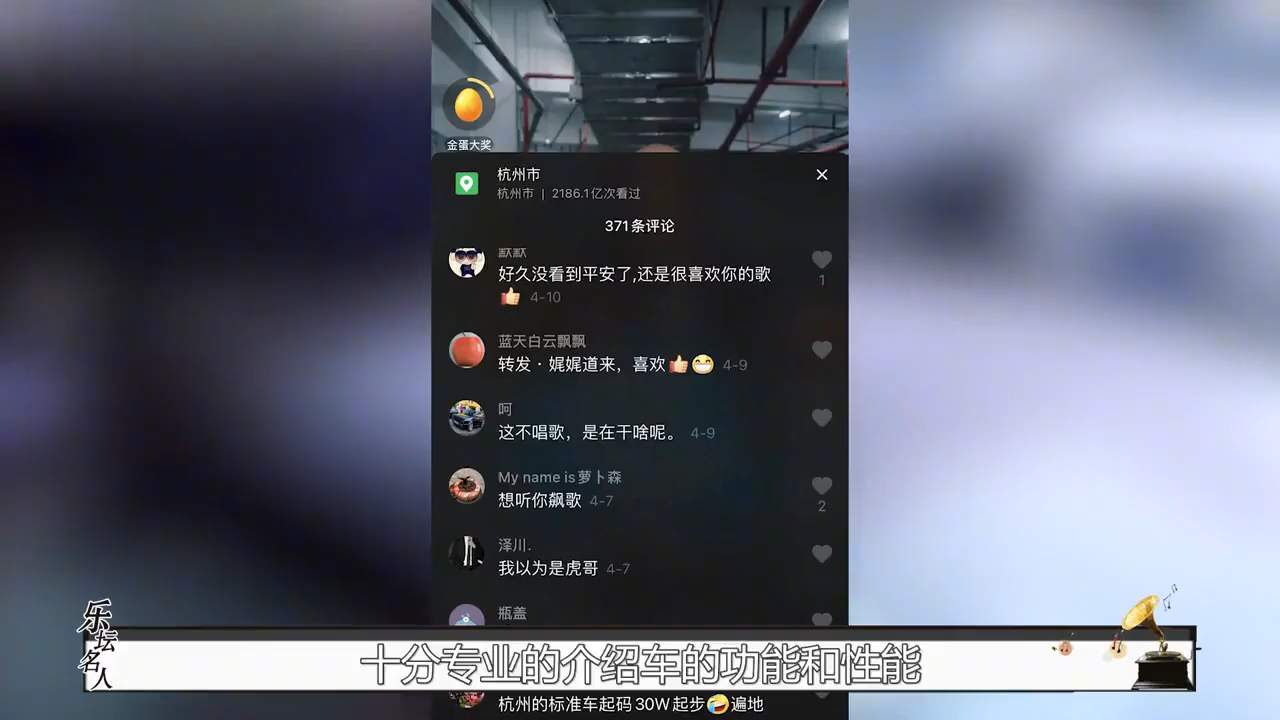 金蛋大奖
杭州市
杭州市 | 2186.1亿次看过
371条评论
默默
好久没看到平安了,还是很喜欢你的歌
👍 4-10
1
蓝天白云飘飘
转发·娓娓道来，喜欢👍😁 4-9
呵
这不唱歌，是在干啥呢。 4-9
My name is萝卜森
想听你飙歌 4-7
2
泽川.
我以为是虎哥 4-7
瓶盖
乐坛名人
十分专业的介绍车的功能和性能
杭州的标准车起码30W起步🤣遍地